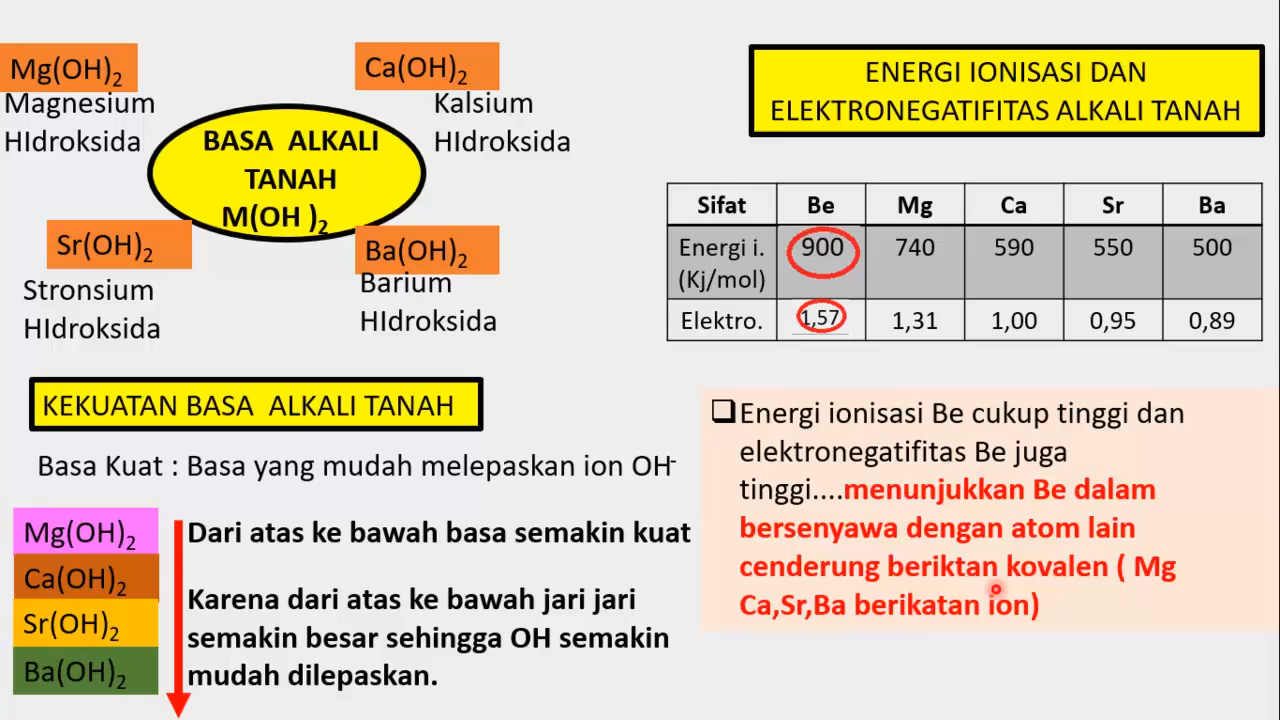 Mg(OH)₂
Magnesium
HIdroksida
Ca(OH)₂
Kalsium
HIdroksida
BASA ALKALI
TANAH
M(OH )₂
Sr(OH)₂
Stronsium
HIdroksida
Ba(OH)₂
Barium
HIdroksida
KEKUATAN BASA ALKALI TANAH
Basa Kuat : Basa yang mudah melepaskan ion OH⁻
Mg(OH)₂
Ca(OH)₂
Sr(OH)₂
Ba(OH)₂
Dari atas ke bawah basa semakin kuat
Karena dari atas ke bawah jari jari
semakin besar sehingga OH semakin
mudah dilepaskan.
ENERGI IONISASI DAN
ELEKTRONEGATIFITAS ALKALI TANAH
Sifat Be Mg Ca Sr Ba
Energi i. 900 740 590 550 500
(Kj/mol)
Elektro. 1,57 1,31 1,00 0,95 0,89
❑Energi ionisasi Be cukup tinggi dan
elektronegatifitas Be juga
tinggi....menunjukkan Be dalam
bersenyawa dengan atom lain
cenderung beriktan kovalen ( Mg
Ca,Sr,Ba berikatan ion)